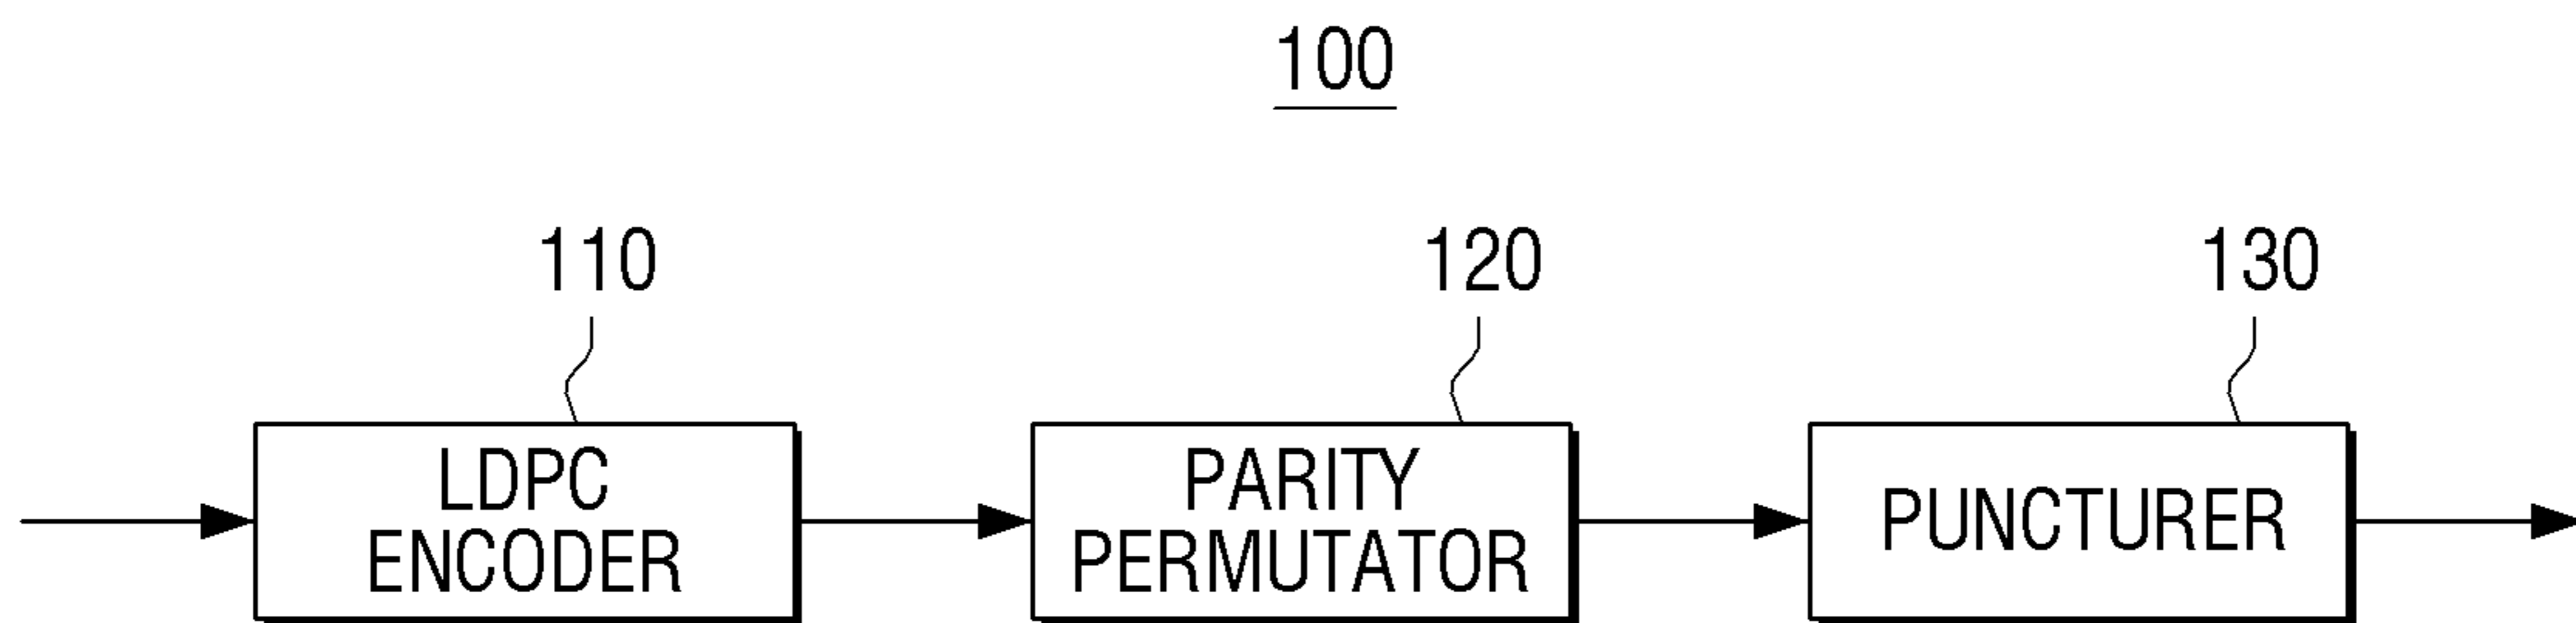 100
110
120
130
LDPC
ENCODER
PARITY
PERMUTATOR
PUNCTURER